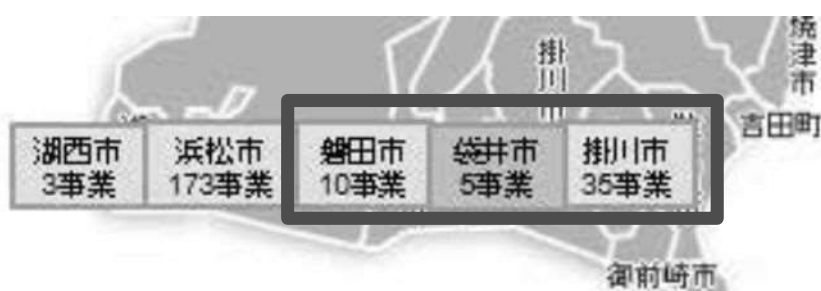 掛川市
焼津市
吉田町
湖西市
3事業
浜松市
173事業
磐田市
10事業
袋井市
5事業
掛川市
35事業
御前崎市